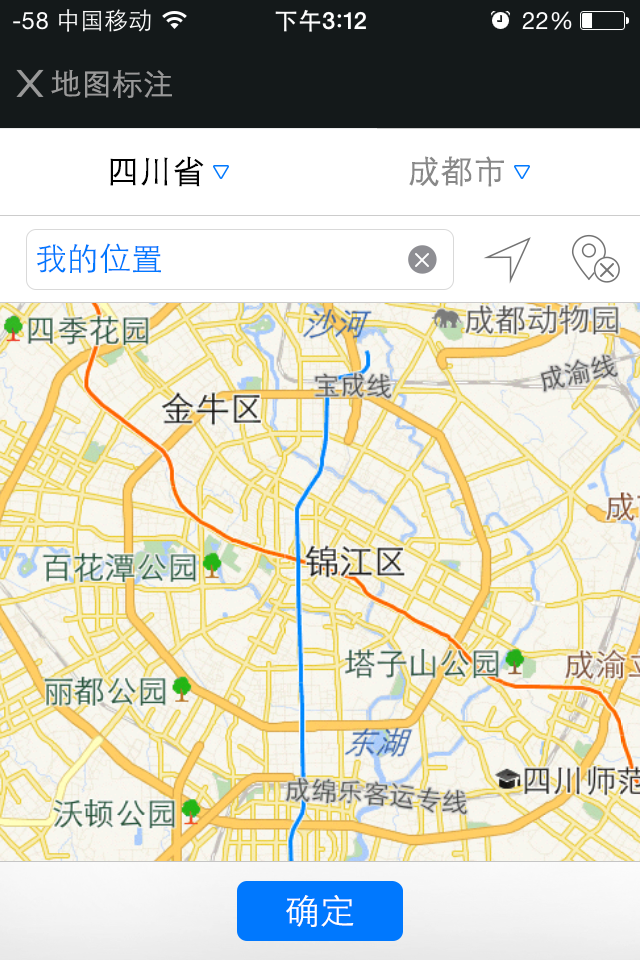 -58 中国移动 下午3:12 22%
X 地图标注
四川省 成都市
我的位置
四季花园
沙河
成都动物园
宝成线
成渝线
金牛区
成
百花潭公园
锦江区
塔子山公园
成渝立
丽都公园
东湖
四川师范
成绵乐客运专线
沃顿公园
确定